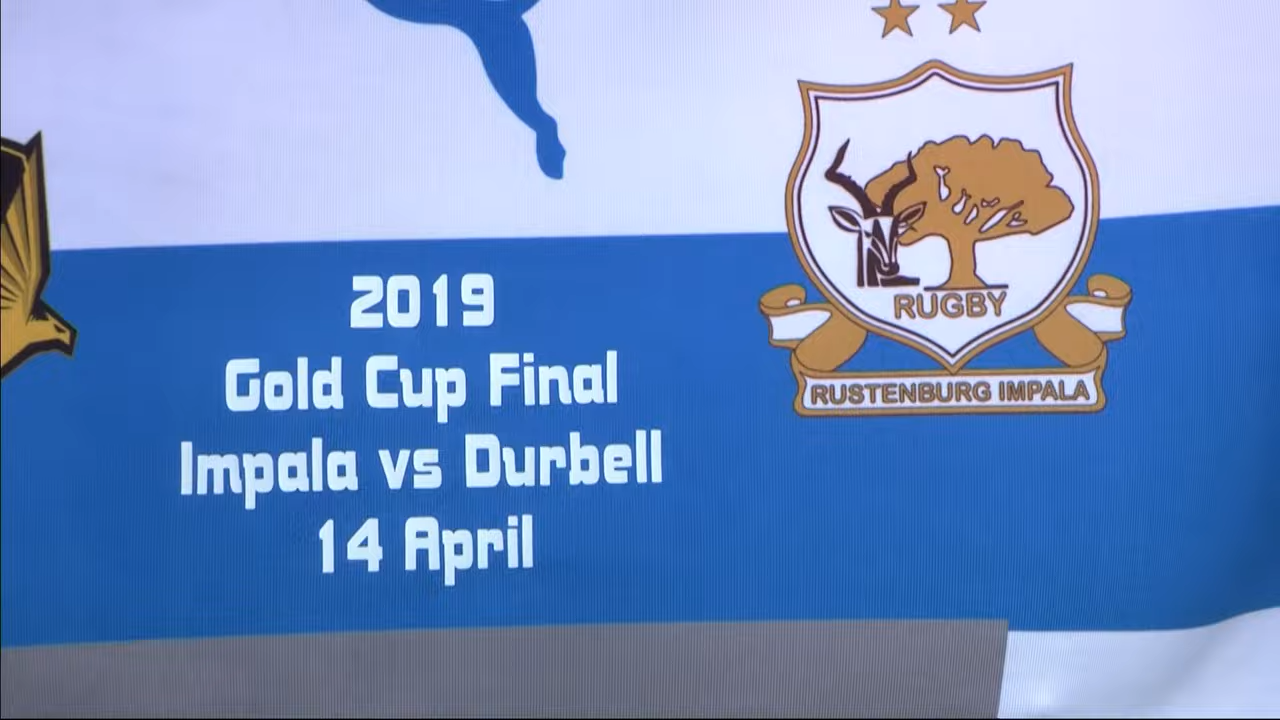 2019
Gold Cup Final
Impala vs Durbell
14 April
RUGBY
RUSTENBURG IMPALA